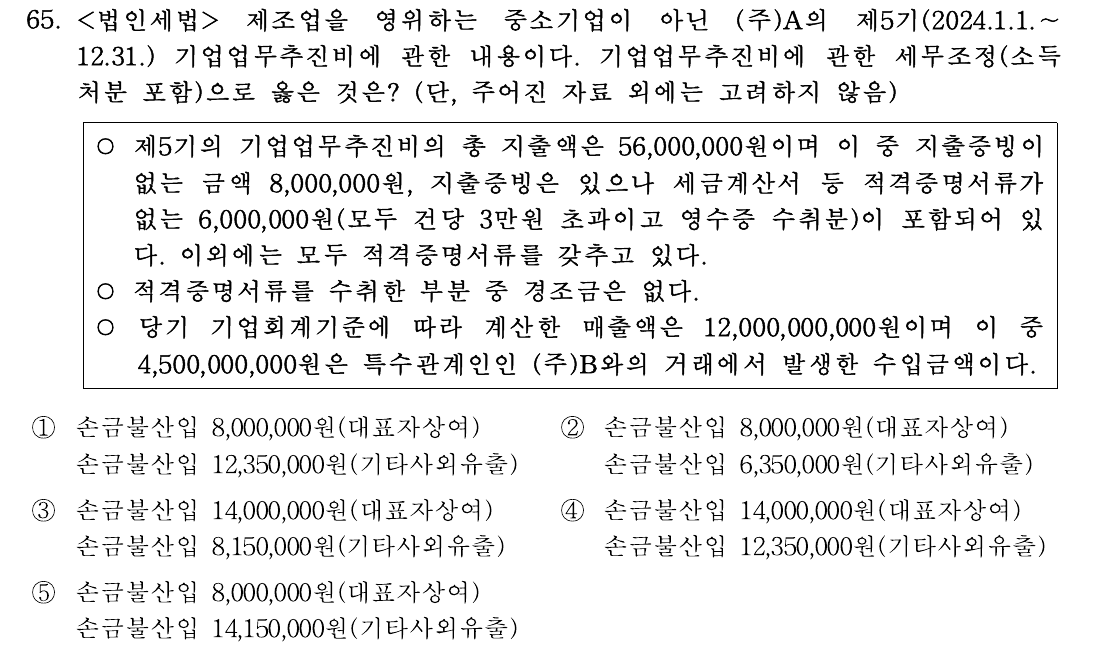 65. <법인세법> 제조업을 영위하는 중소기업이 아닌 (주)A의 제5기(2024.1.1.~
12.31.) 기업업무추진비에 관한 내용이다. 기업업무추진비에 관한 세무조정(소득
처분 포함)으로 옳은 것은? (단, 주어진 자료 외에는 고려하지 않음)
○ 제5기의 기업업무추진비의 총 지출액은 56,000,000원이며 이 중 지출증빙이
없는 금액 8,000,000원, 지출증빙은 있으나 세금계산서 등 적격증명서류가
없는 6,000,000원(모두 건당 3만원 초과이고 영수증 수취분)이 포함되어 있
다. 이외에는 모두 적격증명서류를 갖추고 있다.
○ 적격증명서류를 수취한 부분 중 경조금은 없다.
○ 당기 기업회계기준에 따라 계산한 매출액은 12,000,000,000원이며 이 중
4,500,000,000원은 특수관계인인 (주)B와의 거래에서 발생한 수입금액이다.
① 손금불산입 8,000,000원(대표자상여)
손금불산입 12,350,000원(기타사외유출)
② 손금불산입 8,000,000원(대표자상여)
손금불산입 6,350,000원(기타사외유출)
③ 손금불산입 14,000,000원(대표자상여)
손금불산입 8,150,000원(기타사외유출)
④ 손금불산입 14,000,000원(대표자상여)
손금불산입 12,350,000원(기타사외유출)
⑤ 손금불산입 8,000,000원(대표자상여)
손금불산입 14,150,000원(기타사외유출)